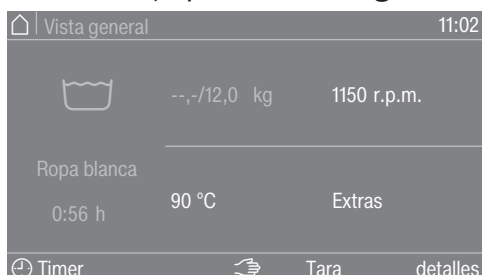 Vista general 11:02
--,-/12,0 kg 1150 r.p.m.
Ropa blanca
0:56 h
90 °C Extras
Timer Tara detalles